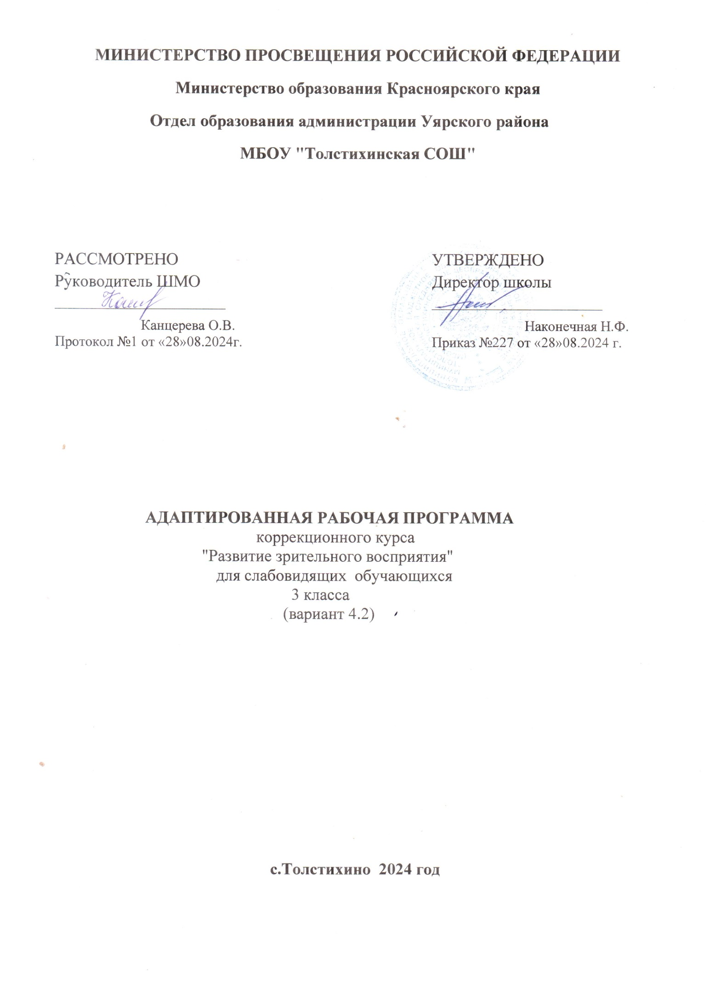 МИНИСТЕРСТВО ПРОСВЕЩЕНИЯ РОССИЙСКОЙ ФЕДЕРАЦИИ
Министерство образования Красноярского края
Отдел образования администрации Уярского района
МБОУ "Толстихинская СОШ"
РАССМОТРЕНО
Руководитель ШМО
Канцерева О.В.
Протокол №1 от «28»08.2024г.
УТВЕРЖДЕНО
Директор школы
Наконечная Н.Ф.
Приказ №227 от «28»08.2024 г.
АДАПТИРОВАННАЯ РАБОЧАЯ ПРОГРАММА
коррекционного курса
"Развитие зрительного восприятия"
для слабовидящих  обучающихся
3 класса
(вариант 4.2)
с.Толстихино  2024 год